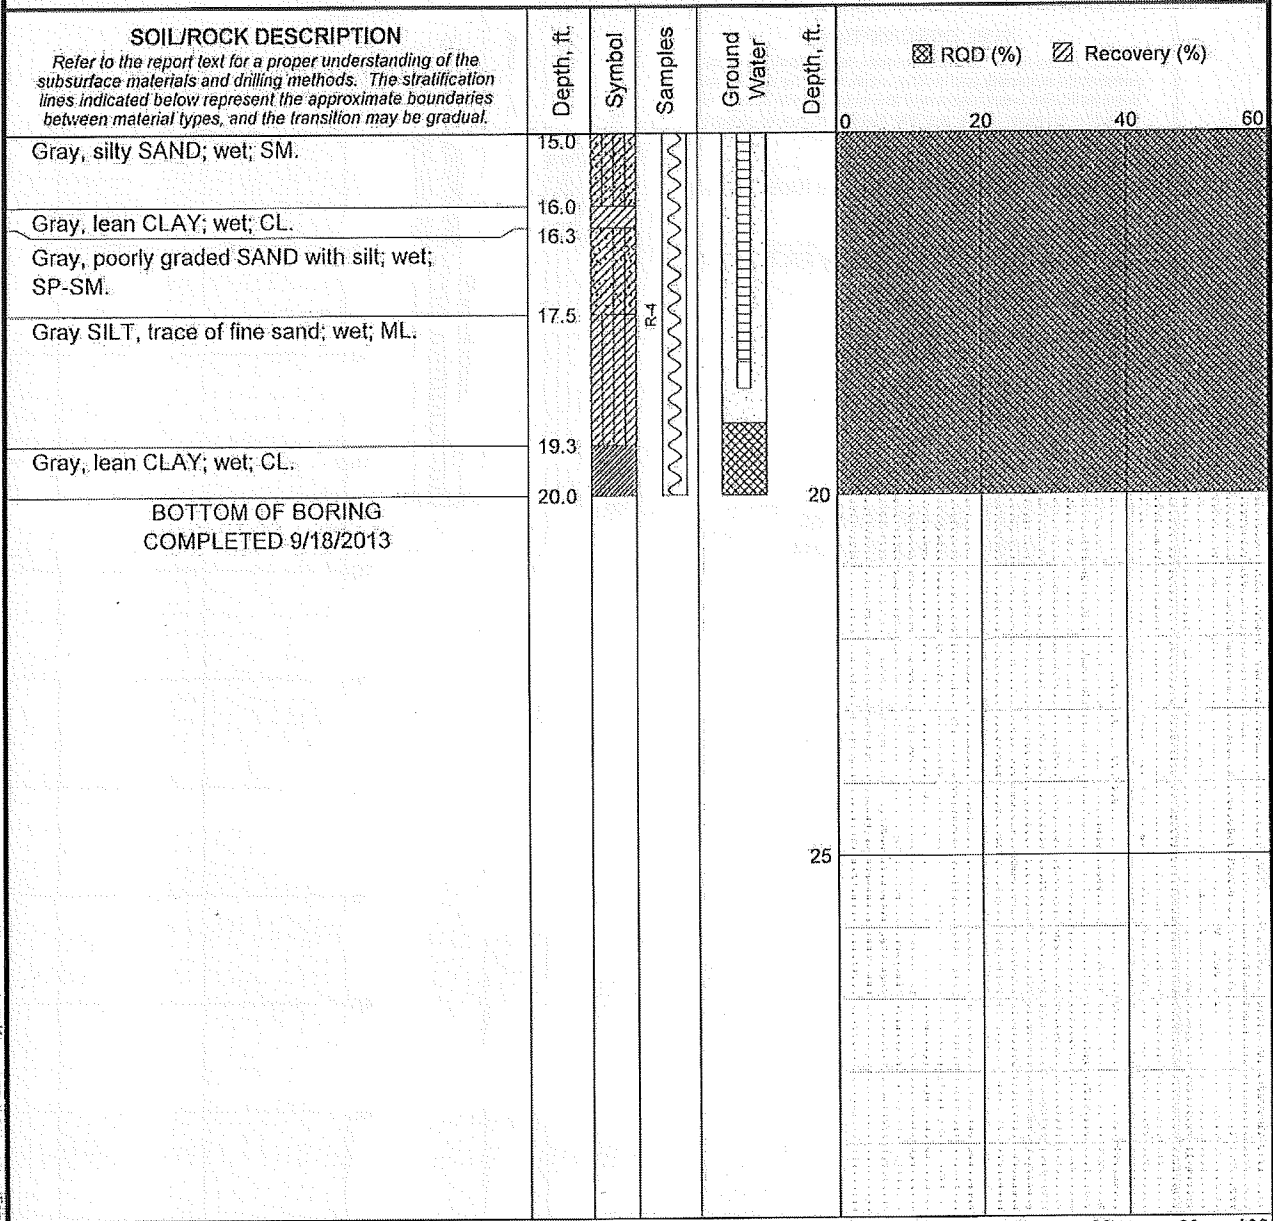 SOIL/ROCK DESCRIPTION
Refer to the report text for a proper understanding of the
subsurface materials and drilling methods. The stratification
lines indicated below represent the approximate boundaries
between material types, and the transition may be gradual.
Depth, ft.
Symbol
Samples
Ground
Water
Depth, ft.
RQD (%) Recovery (%)
0 20 40 60
Gray, silty SAND; wet; SM.
15.0
16.0
Gray, lean CLAY; wet; CL.
16.3
Gray, poorly graded SAND with silt; wet;
SP-SM.
17.5
R-4
Gray SILT, trace of fine sand; wet; ML.
19.3
Gray, lean CLAY; wet; CL.
20.0
20
BOTTOM OF BORING
COMPLETED 9/18/2013
25